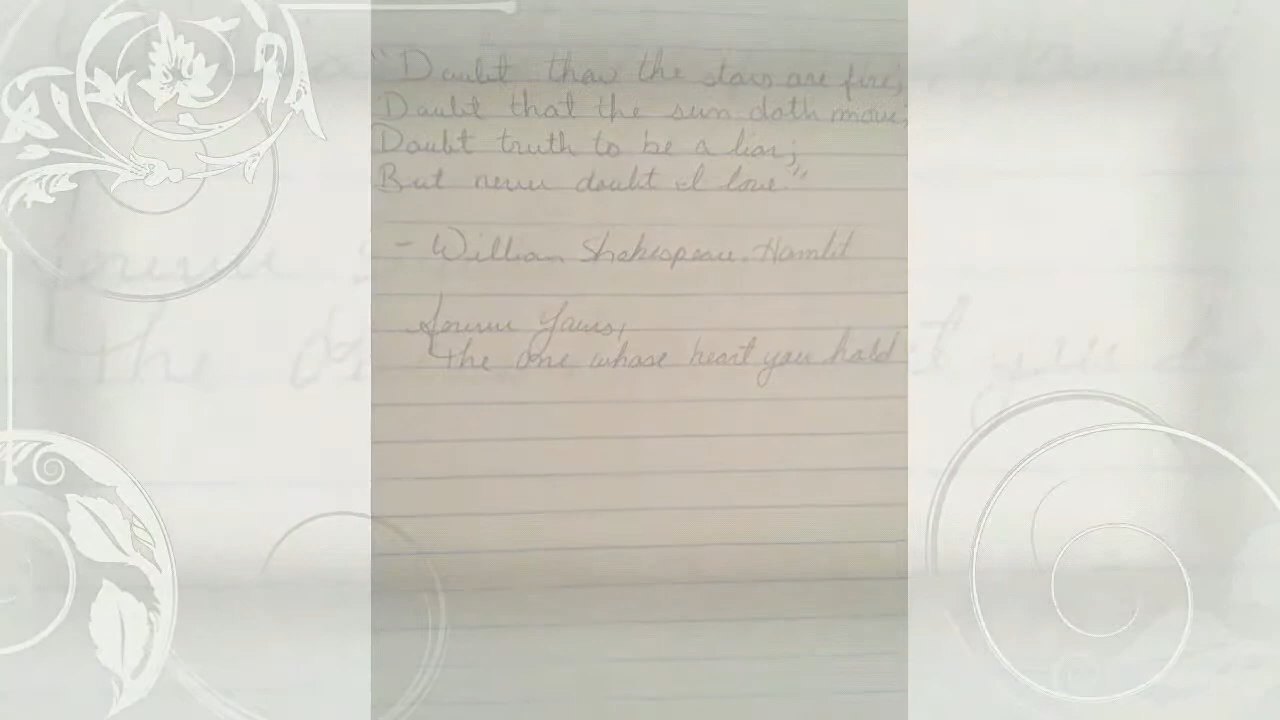 "Doubt thaw the stars are fire;
Doubt that the sun doth move;
Doubt truth to be a liar;
But never doubt I love"
- William Shakespeare, Hamlet
forever yours,
the one whose heart you hold